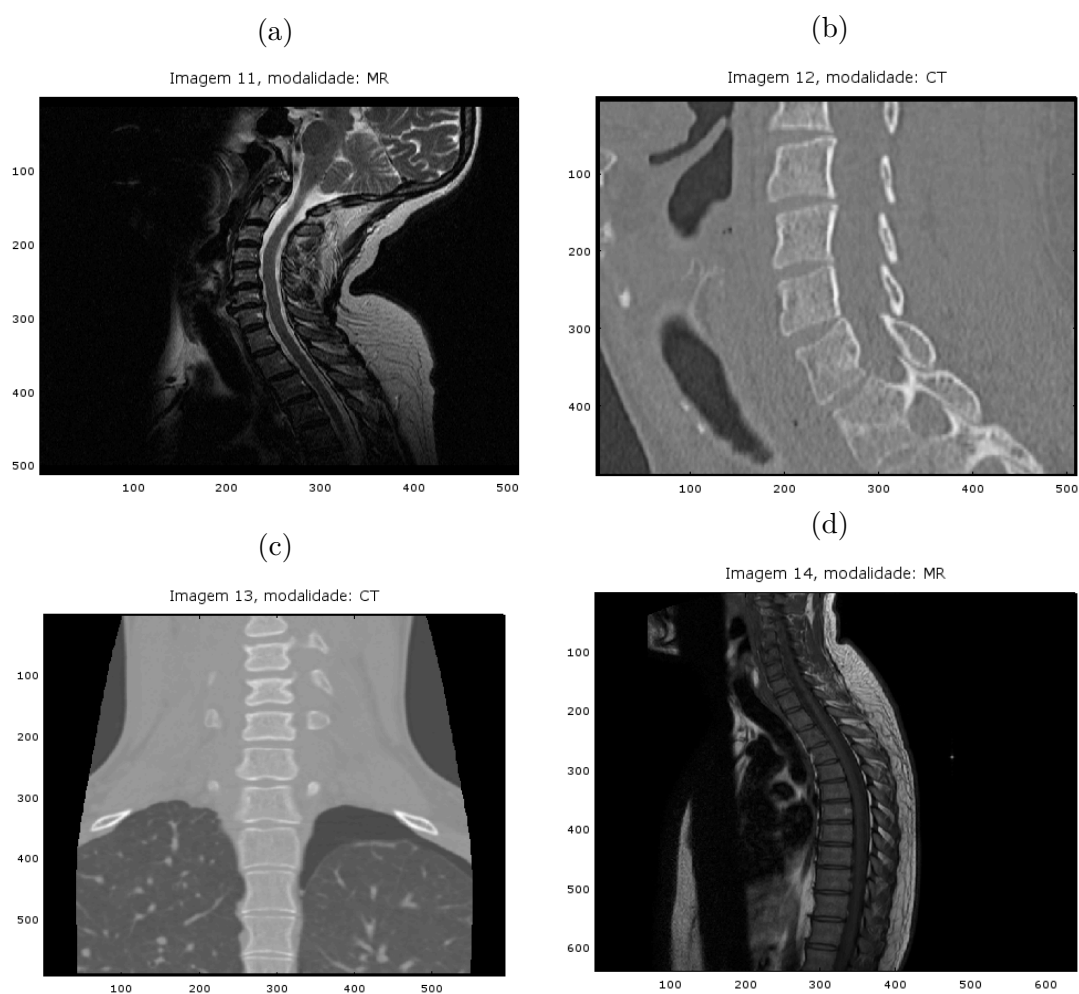 (a)
Imagem 11, modalidade: MR
100
200
300
400
500
100 200 300 400 500
(b)
Imagem 12, modalidade: CT
100
200
300
400
100 200 300 400 500
(c)
Imagem 13, modalidade: CT
100
200
300
400
500
100 200 300 400 500
(d)
Imagem 14, modalidade: MR
100
200
300
400
500
600
100 200 300 400 500 600